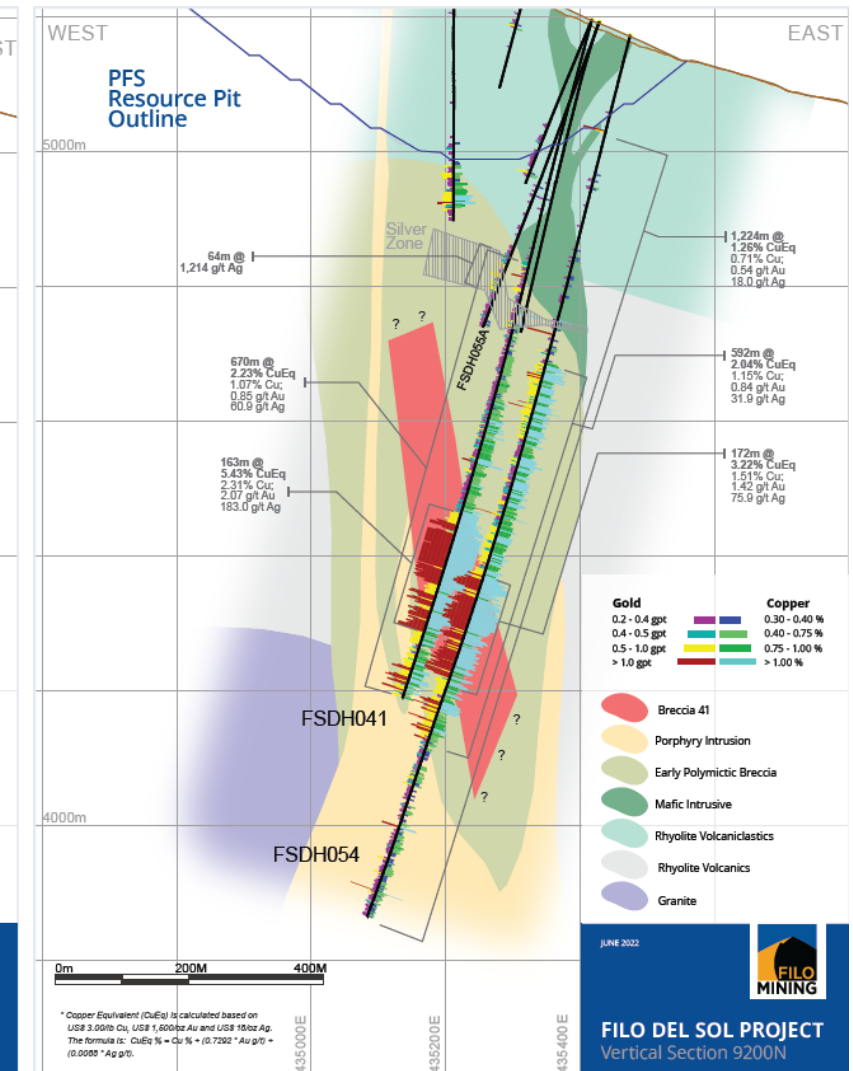 ST
WEST
EAST
PFS
Resource Pit
Outline
5000m
Silver
Zone
64m @
1,214 g/t Ag
1,224m @
1.26% CuEq
0.71% Cu;
0.54 g/t Au
18.0 g/t Ag
? ?
FSDH055A
670m @
2.23% CuEq
1.07% Cu;
0.85 g/t Au
60.9 g/t Ag
592m @
2.04% CuEq
1.15% Cu;
0.84 g/t Au
31.9 g/t Ag
163m @
5.43% CuEq
2.31% Cu;
2.07 g/t Au
183.0 g/t Ag
172m @
3.22% CuEq
1.51% Cu;
1.42 g/t Au
75.9 g/t Ag
Gold Copper
0.2 - 0.4 gpt 0.30 - 0.40 %
0.4 - 0.5 gpt 0.40 - 0.75 %
0.5 - 1.0 gpt 0.75 - 1.00 %
> 1.0 gpt > 1.00 %
FSDH041
?
?
?
Breccia 41
Porphyry Intrusion
Early Polymictic Breccia
Mafic Intrusive
Rhyolite Volcaniclastics
Rhyolite Volcanics
Granite
4000m
FSDH054
0m 200M 400M
* Copper Equivalent (CuEq) is calculated based on
US$ 3.00/lb Cu, US$ 1,500/oz Au and US$ 18/oz Ag.
The formula is: CuEq % = Cu % + (0.7292 * Au g/t) +
(0.0088 * Ag g/t).
435000 E
435200 E
435400 E
JUNE 2022
FILO
MINING
FILO DEL SOL PROJECT
Vertical Section 9200N